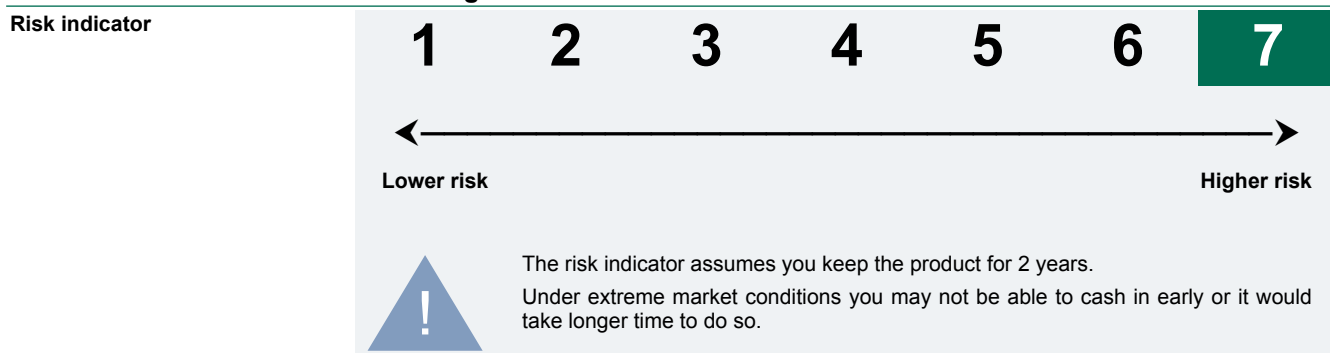 Risk indicator
1 2 3 4 5 6 7
Lower risk Higher risk
!
The risk indicator assumes you keep the product for 2 years.
Under extreme market conditions you may not be able to cash in early or it would
take longer time to do so.